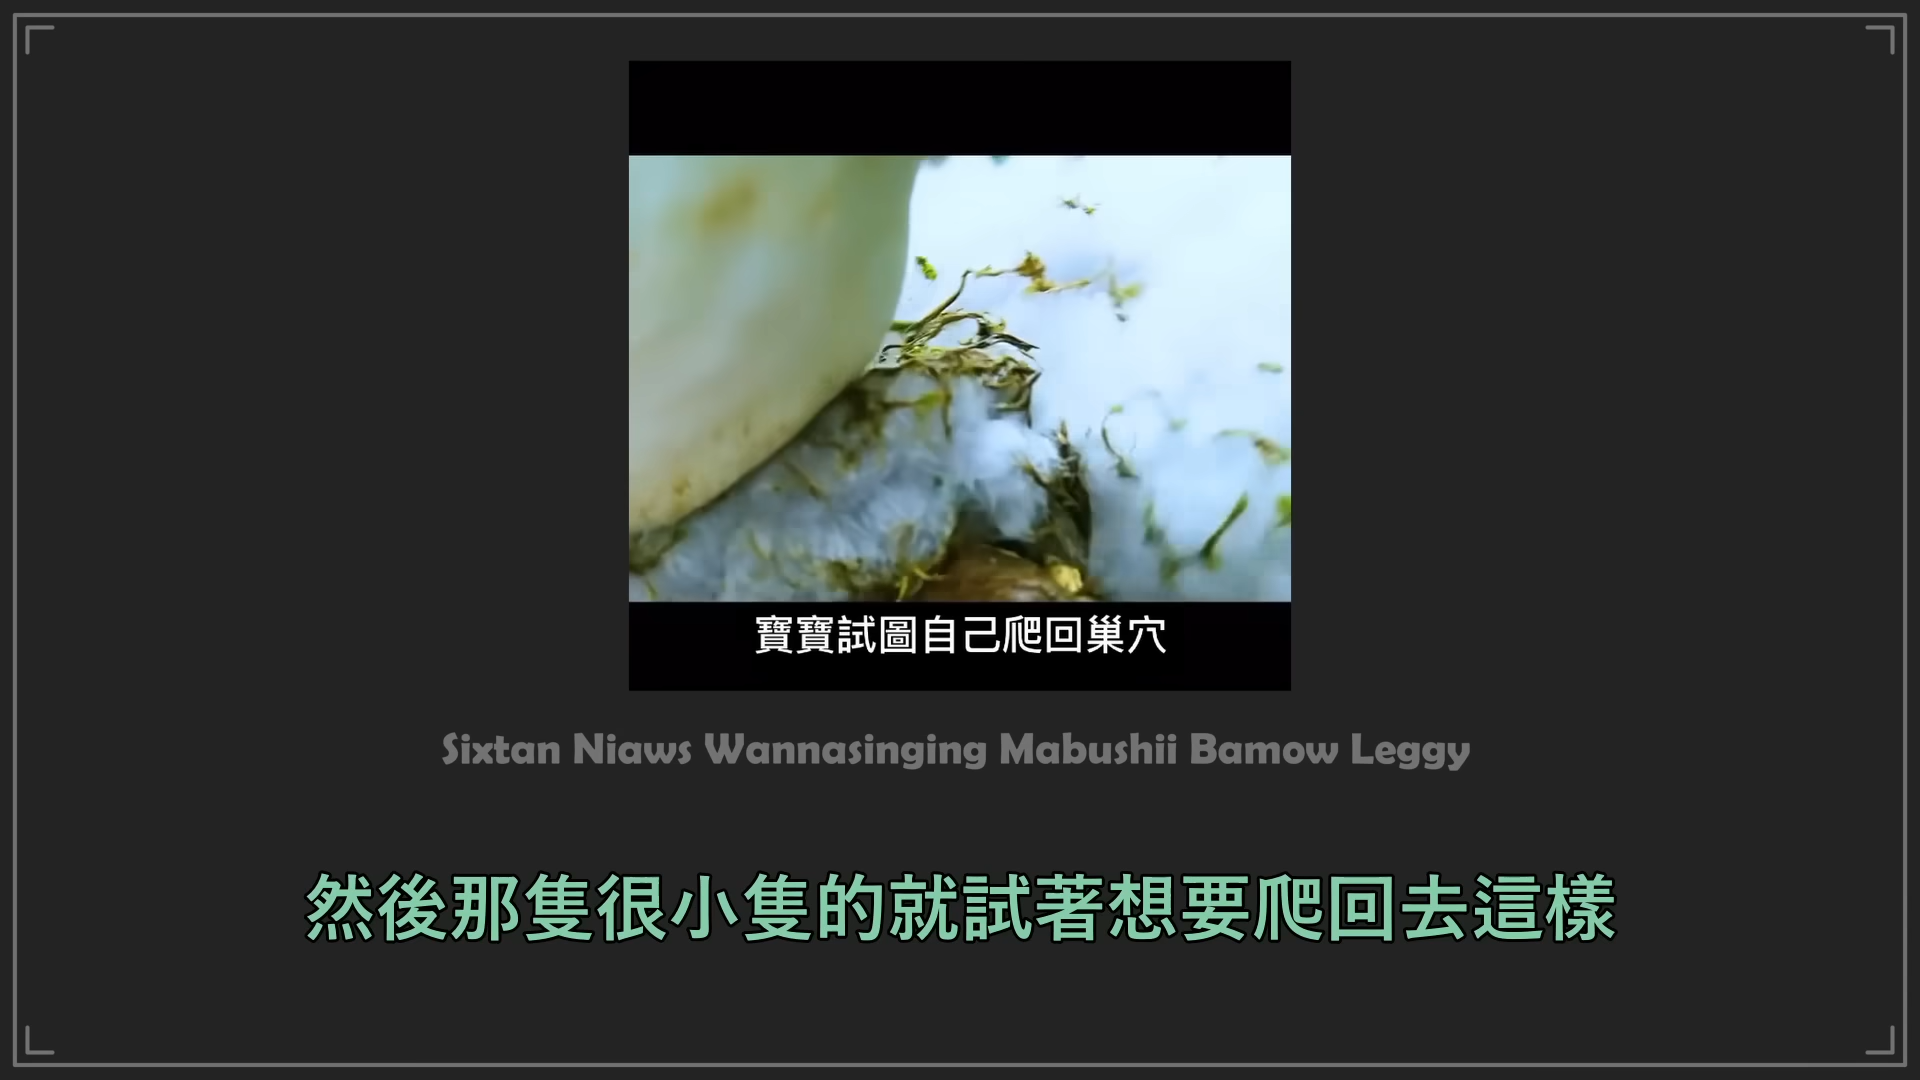 寶寶試圖自己爬回巢穴
Sixtan Niaws Wannasinging Mabushii Bamow Leggy
然後那隻很小隻的就試著想要爬回去這樣